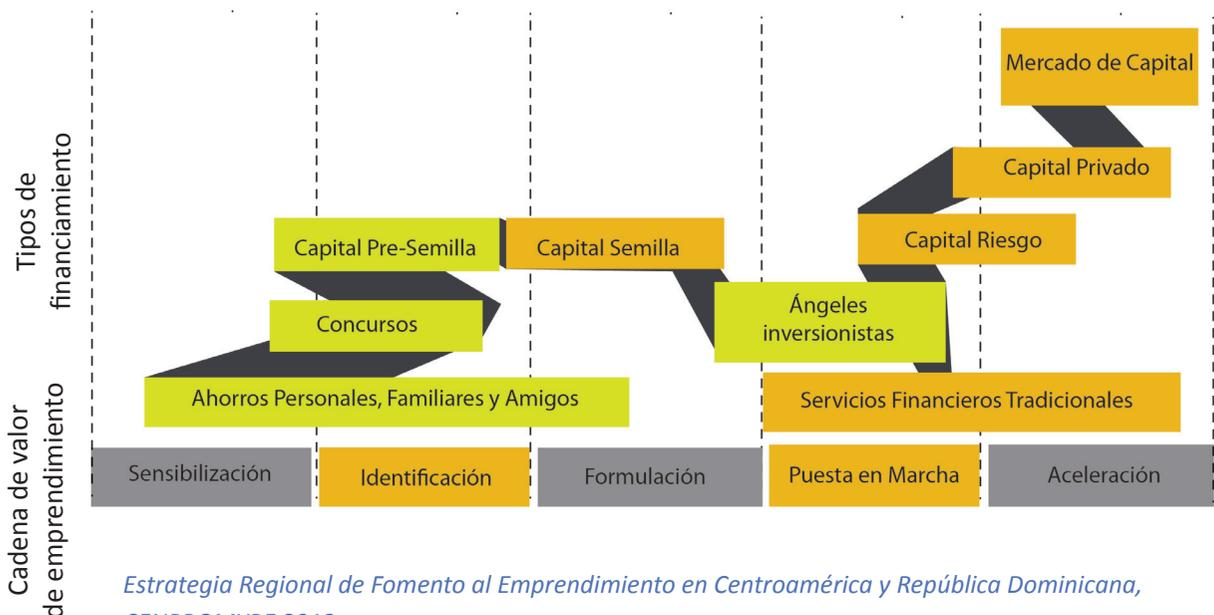 Tipos de
financiamiento
Mercado de Capital
Capital Privado
Capital Riesgo
Capital Pre-Semilla
Capital Semilla
Ángeles
inversionistas
Concursos
Ahorros Personales, Familiares y Amigos
Servicios Financieros Tradicionales
Cadena de valor
de emprendimiento
Sensibilización
Identificación
Formulación
Puesta en Marcha
Aceleración
Estrategia Regional de Fomento al Emprendimiento en Centroamérica y República Dominicana,